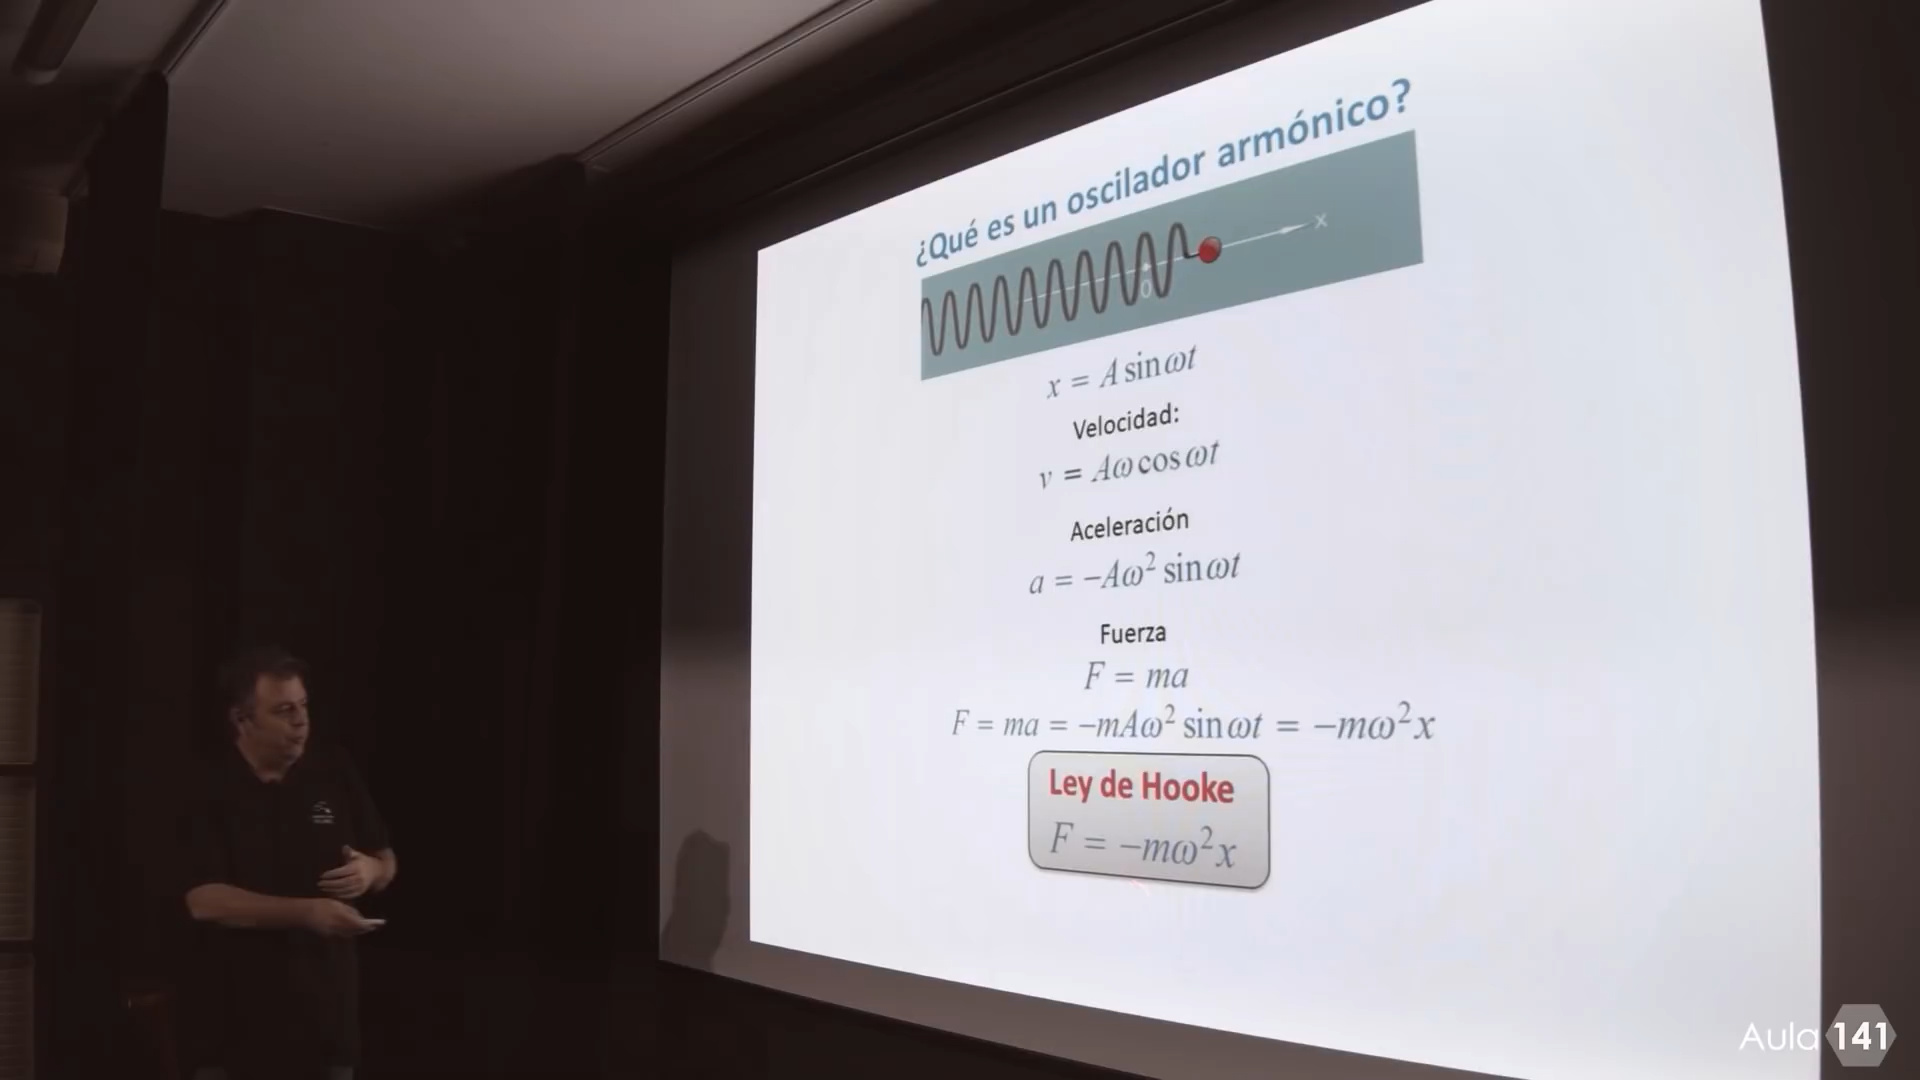 ¿Qué es un oscilador armónico?
X
0
x = A sin ωt
Velocidad:
v = Aω cos ωt
Aceleración
a = −Aω² sin ωt
Fuerza
F = ma
F = ma = −mAω² sin ωt = −mω²x
Ley de Hooke
F = −mω²x
Aula 141